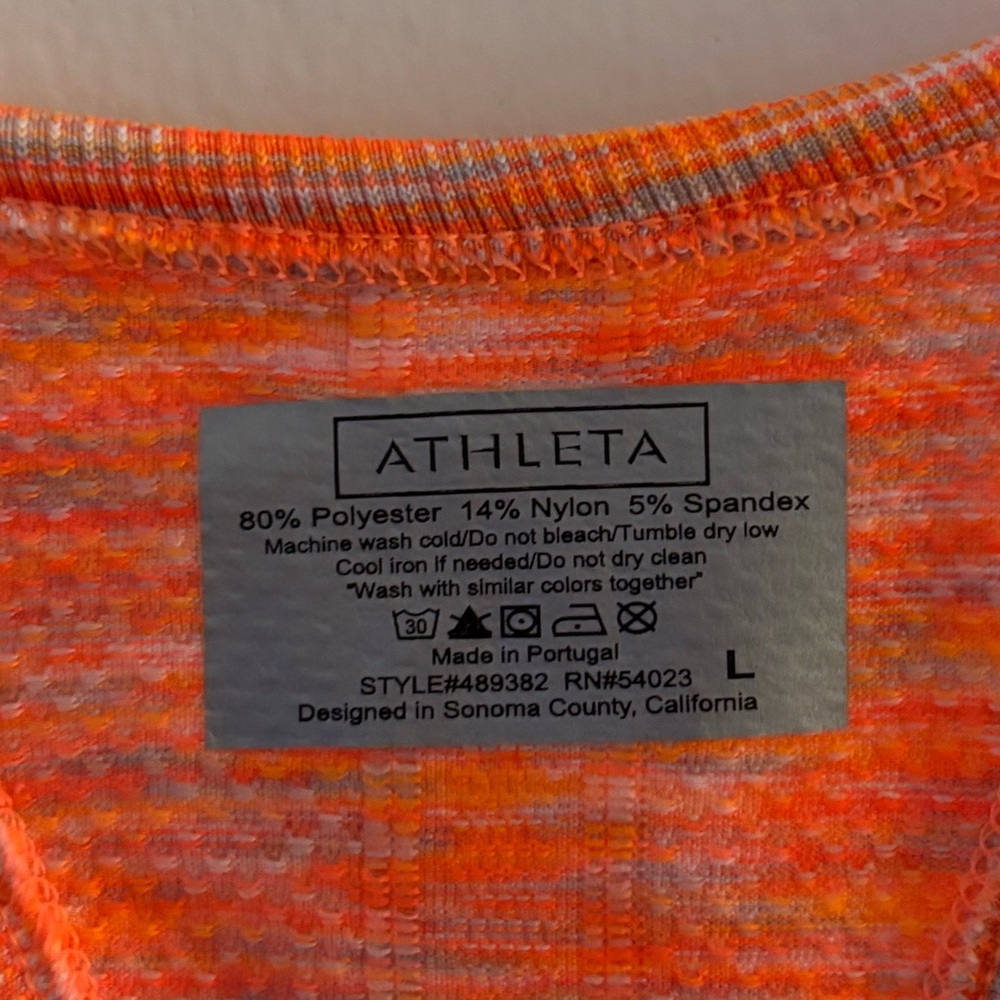 ATHLETA
80% Polyester 14% Nylon 5% Spandex
Machine wash cold/Do not bleach/Tumble dry low
Cool iron If needed/Do not dry clean
"Wash with similar colors together"
30
Made in Portugal
L
STYLE#489382 RN#54023
Designed in Sonoma County, California